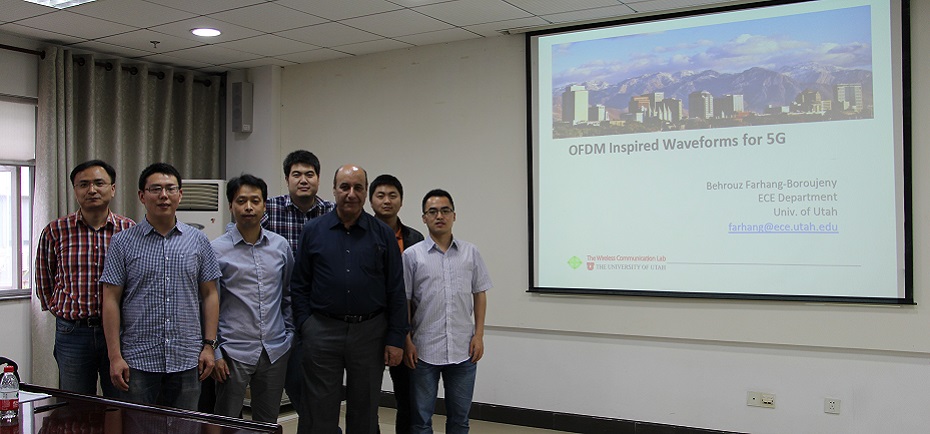 OFDM Inspired Waveforms for 5G
Behrouz Farhang-Boroujeny
ECE Department
Univ. of Utah
farhang@ece.utah.edu
The Wireless Communication Lab
THE UNIVERSITY OF UTAH